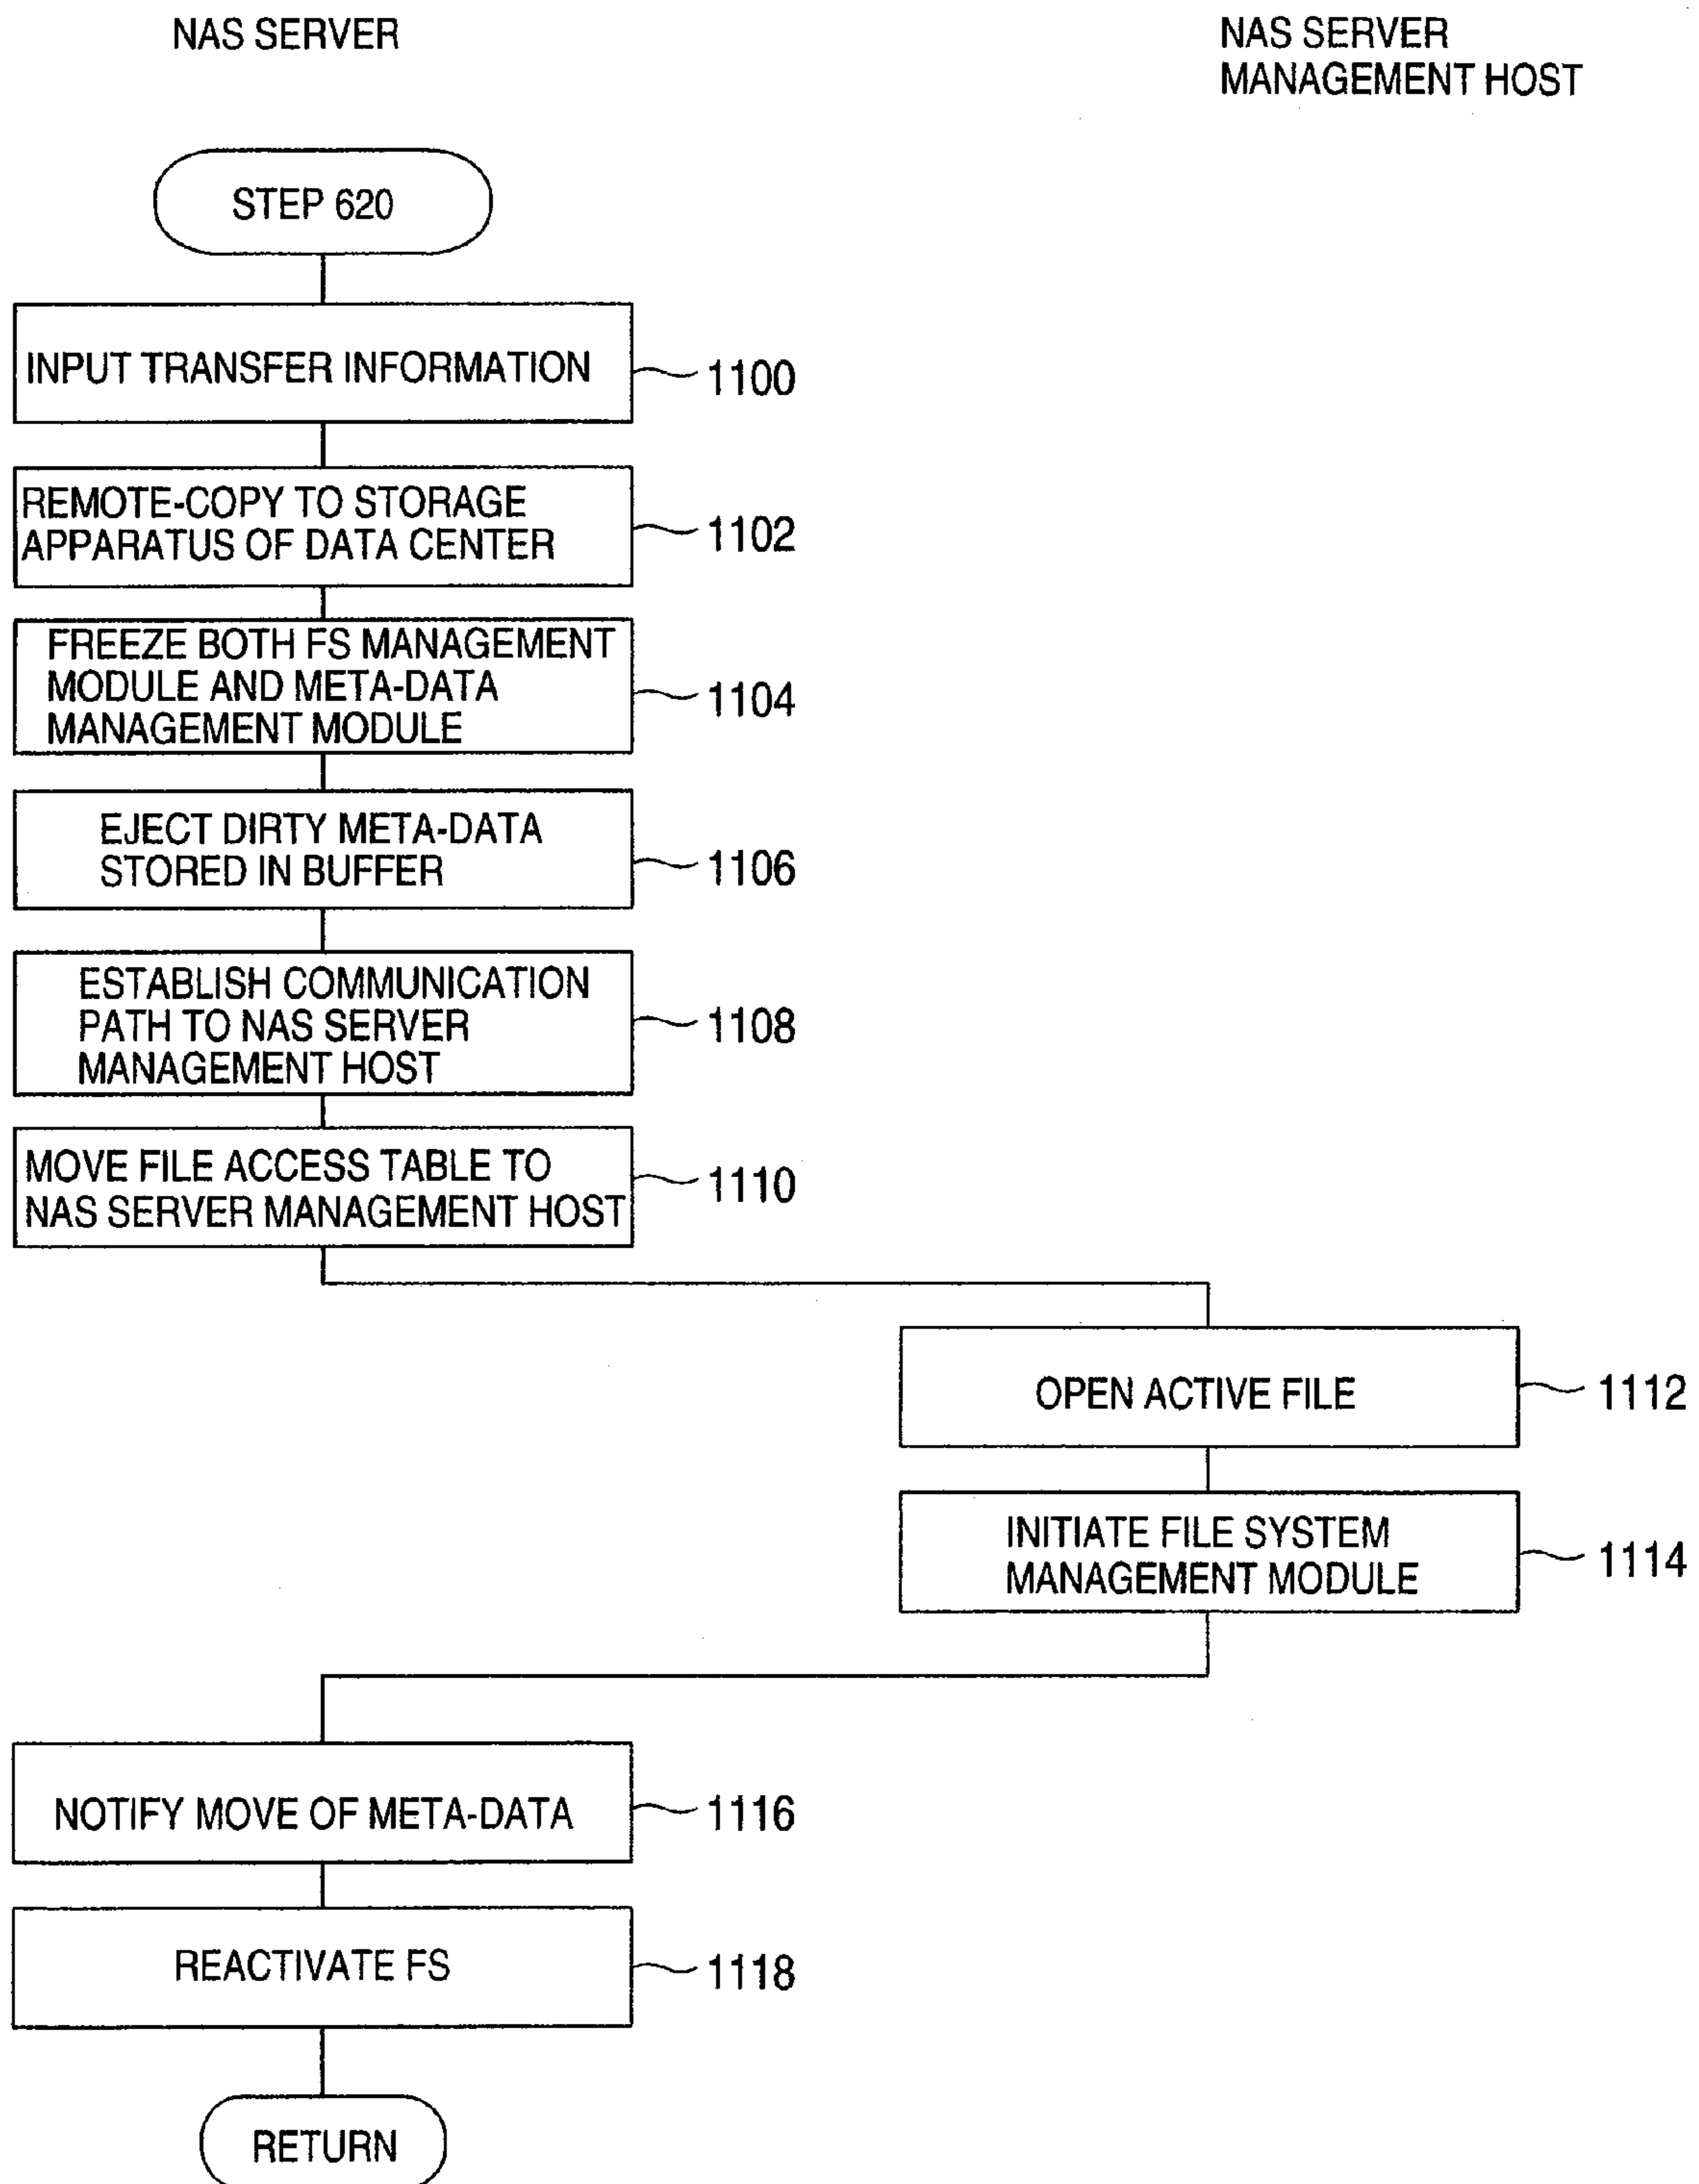 NAS SERVER
NAS SERVER
MANAGEMENT HOST
STEP 620
INPUT TRANSFER INFORMATION
1100
REMOTE-COPY TO STORAGE
APPARATUS OF DATA CENTER
1102
FREEZE BOTH FS MANAGEMENT
MODULE AND META-DATA
MANAGEMENT MODULE
1104
EJECT DIRTY META-DATA
STORED IN BUFFER
1106
ESTABLISH COMMUNICATION
PATH TO NAS SERVER
MANAGEMENT HOST
1108
MOVE FILE ACCESS TABLE TO
NAS SERVER MANAGEMENT HOST
1110
OPEN ACTIVE FILE
1112
INITIATE FILE SYSTEM
MANAGEMENT MODULE
1114
NOTIFY MOVE OF META-DATA
1116
REACTIVATE FS
1118
RETURN